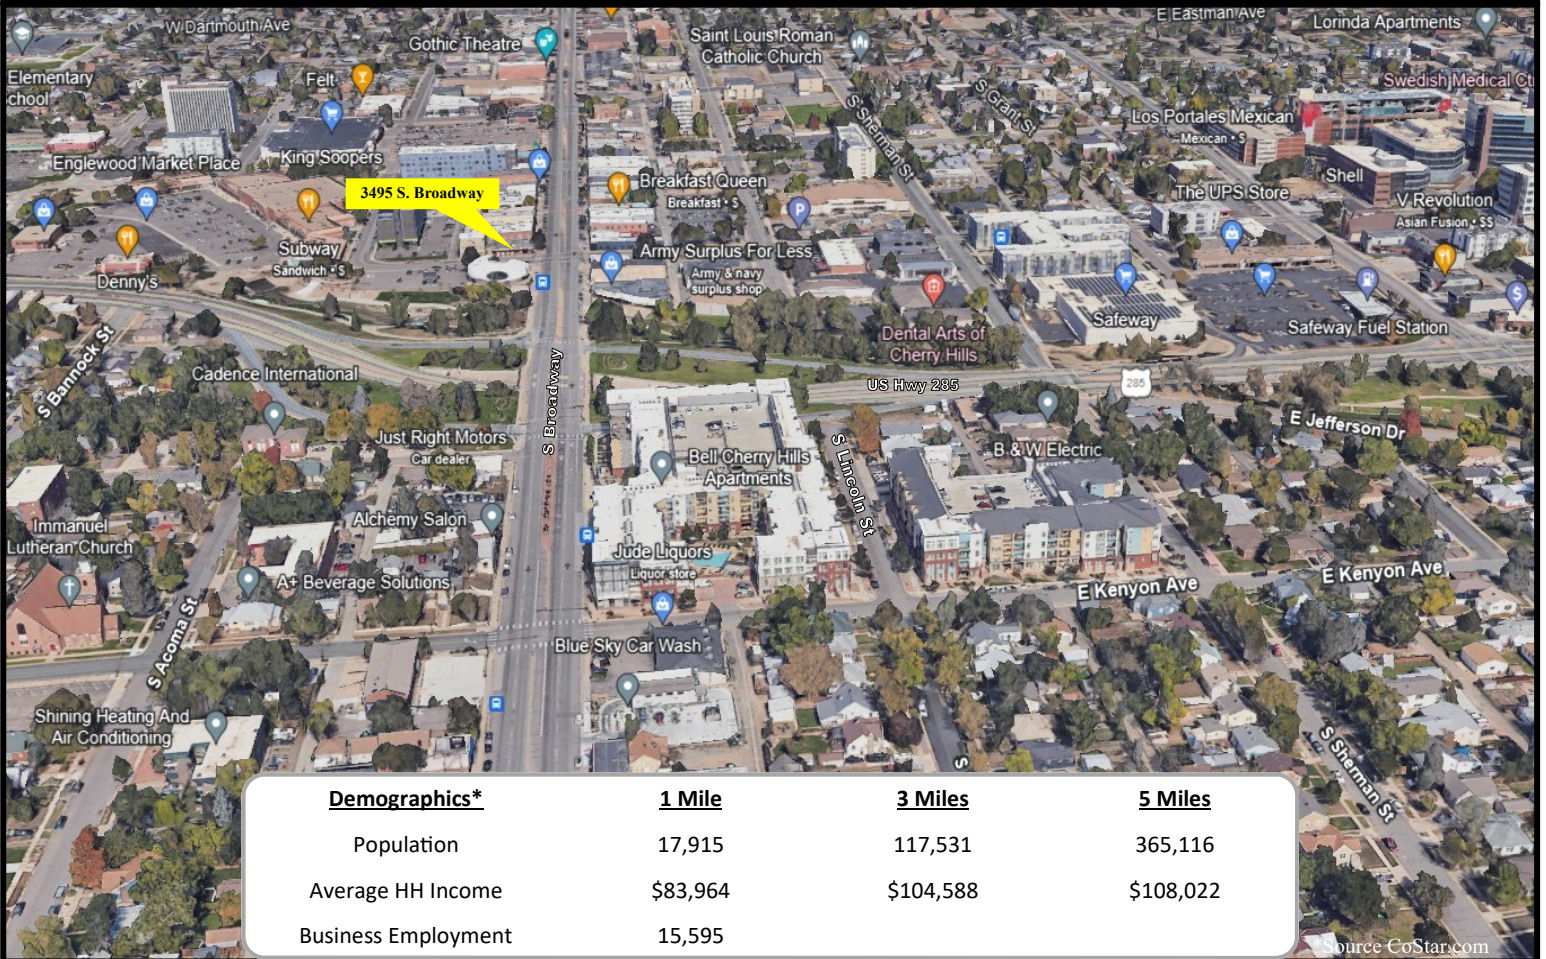 W Dartmouth Ave
E Eastman Ave
Lorinda Apartments
Gothic Theatre
Saint Louis Roman
Catholic Church
Elementary
chool
Felt
Swedish Medical Ct
S Grant St
S Sherman St
Los Portales Mexican
Mexican • $
Englewood Market Place
King Soopers
3495 S. Broadway
Breakfast Queen
Breakfast • $
P
Shell
The UPS Store
V Revolution
Asian Fusion • $$
Subway
Sandwich • $
Army Surplus For Less
Army & navy
surplus shop
Denny's
$
Dental Arts of
Cherry Hills
Safeway
Safeway Fuel Station
S Bannock St
Cadence International
S Broadway
US Hwy 285
285
E Jefferson Dr
Just Right Motors
Car dealer
Bell Cherry Hills
Apartments
S Lincoln St
B & W Electric
Immanuel
Lutheran Church
Alchemy Salon
Jude Liquors
Liquor store
A+ Beverage Solutions
E Kenyon Ave
E Kenyon Ave
S Acoma St
Blue Sky Car Wash
Shining Heating And
Air Conditioning
S
S Sherman St
Demographics* 1 Mile 3 Miles 5 Miles
Population 17,915 117,531 365,116
Average HH Income $83,964 $104,588 $108,022
Business Employment 15,595
*Source CoStar.com